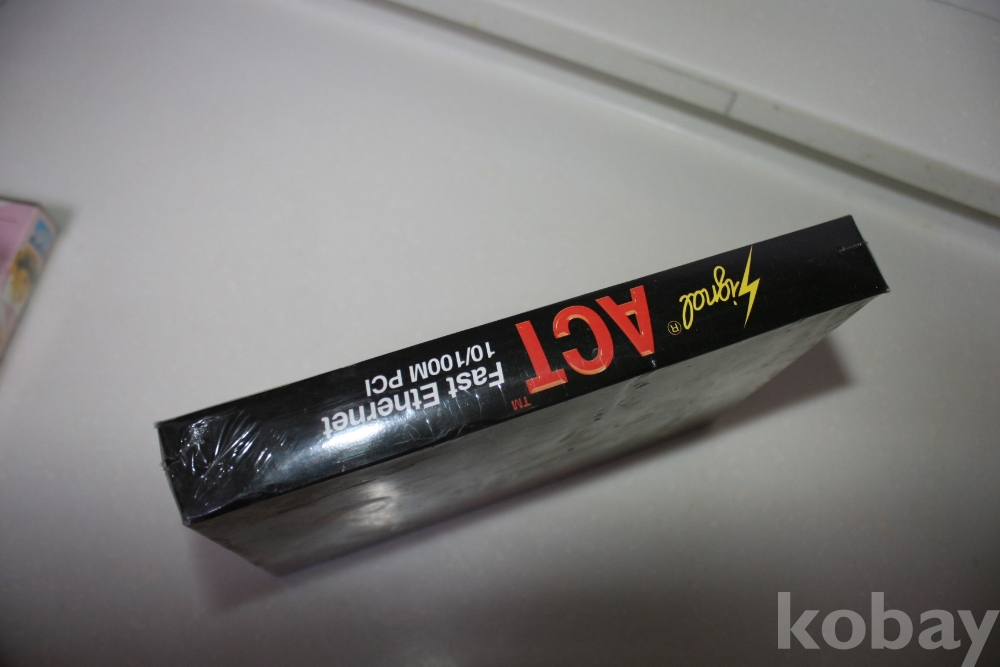 Signal®
ACT™
Fast Ethernet
10/100M PCI
kobay